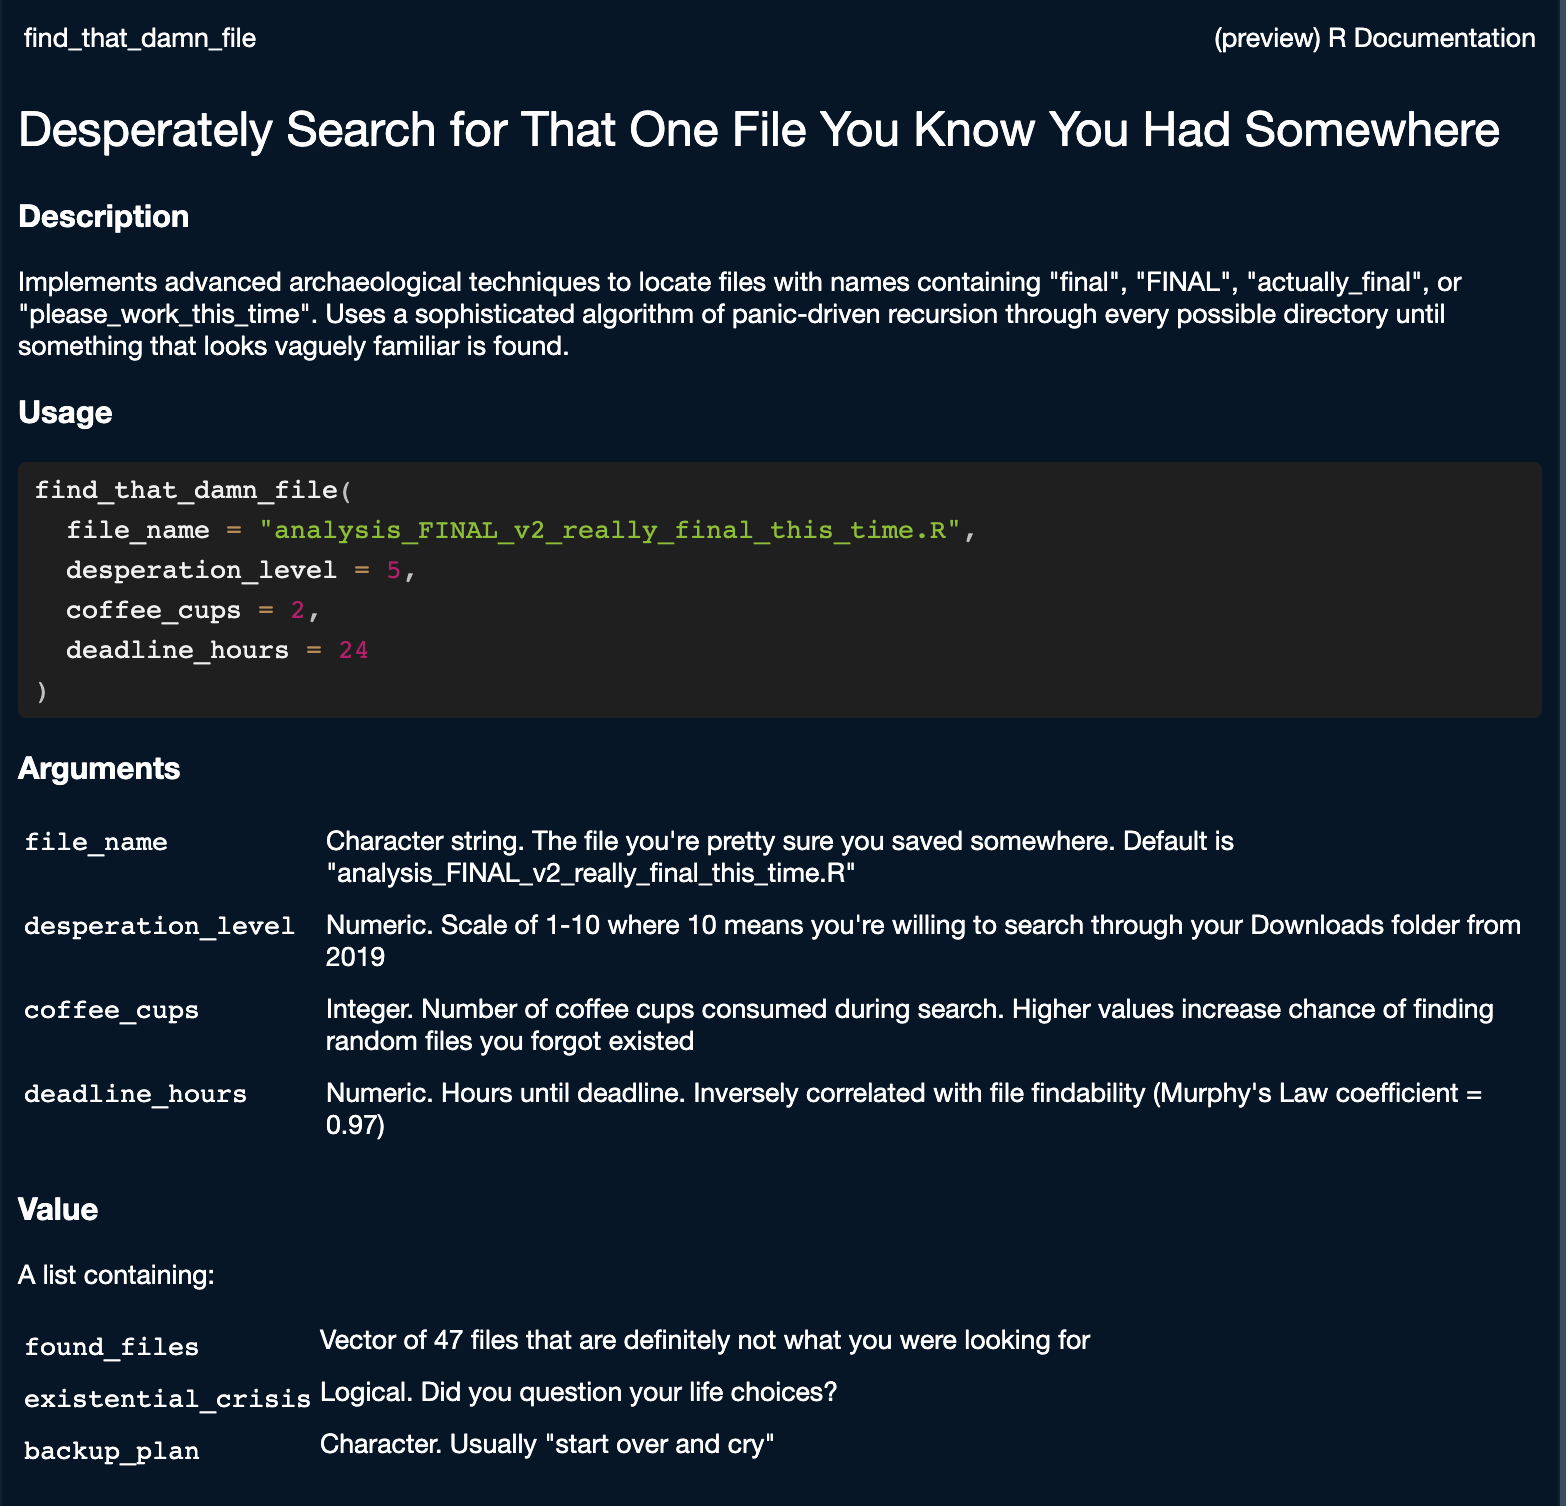 find_that_damn_file (preview) R Documentation
Desperately Search for That One File You Know You Had Somewhere
Description
Implements advanced archaeological techniques to locate files with names containing "final", "FINAL", "actually_final", or
"please_work_this_time". Uses a sophisticated algorithm of panic-driven recursion through every possible directory until
something that looks vaguely familiar is found.
Usage
find_that_damn_file(
  file_name = "analysis_FINAL_v2_really_final_this_time.R",
  desperation_level = 5,
  coffee_cups = 2,
  deadline_hours = 24
)
Arguments
file_name Character string. The file you're pretty sure you saved somewhere. Default is
"analysis_FINAL_v2_really_final_this_time.R"
desperation_level Numeric. Scale of 1-10 where 10 means you're willing to search through your Downloads folder from
2019
coffee_cups Integer. Number of coffee cups consumed during search. Higher values increase chance of finding
random files you forgot existed
deadline_hours Numeric. Hours until deadline. Inversely correlated with file findability (Murphy's Law coefficient =
0.97)
Value
A list containing:
found_files Vector of 47 files that are definitely not what you were looking for
existential_crisis Logical. Did you question your life choices?
backup_plan Character. Usually "start over and cry"